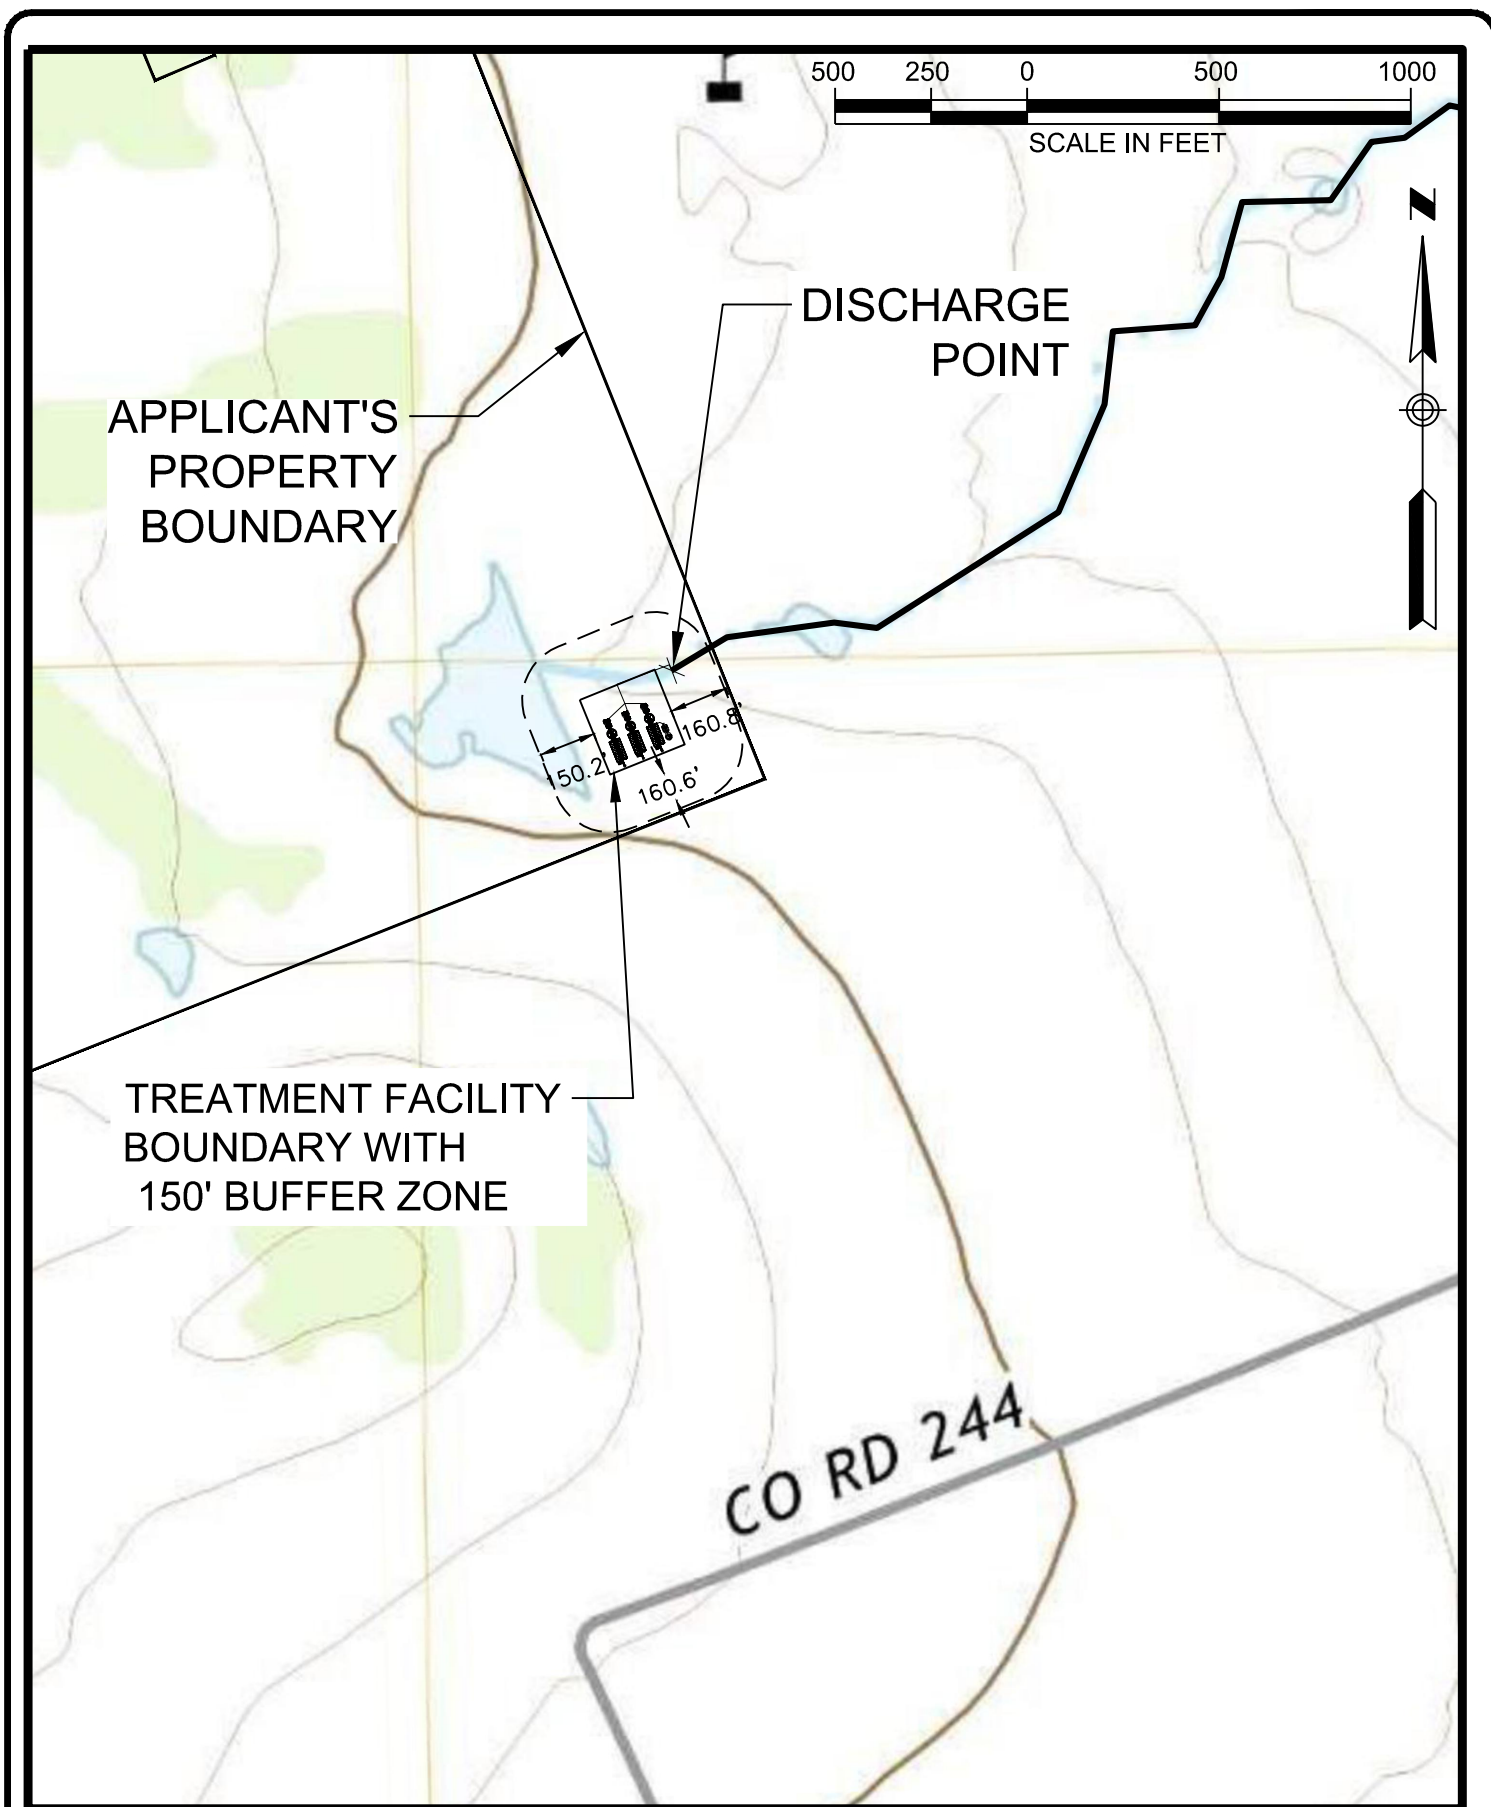 500 250 0 500 1000
SCALE IN FEET
N
DISCHARGE
POINT
APPLICANT'S
PROPERTY
BOUNDARY
160.8'
150.2'
160.6'
TREATMENT FACILITY
BOUNDARY WITH
150' BUFFER ZONE
CO RD 244